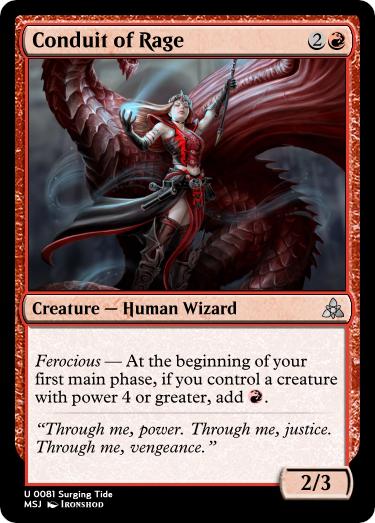 Conduit of Rage 2
Creature — Human Wizard
Ferocious — At the beginning of your
first main phase, if you control a creature
with power 4 or greater, add .
“Through me, power. Through me, justice.
Through me, vengeance.”
2/3
U 0081 Surging Tide
MSJ Ironshod